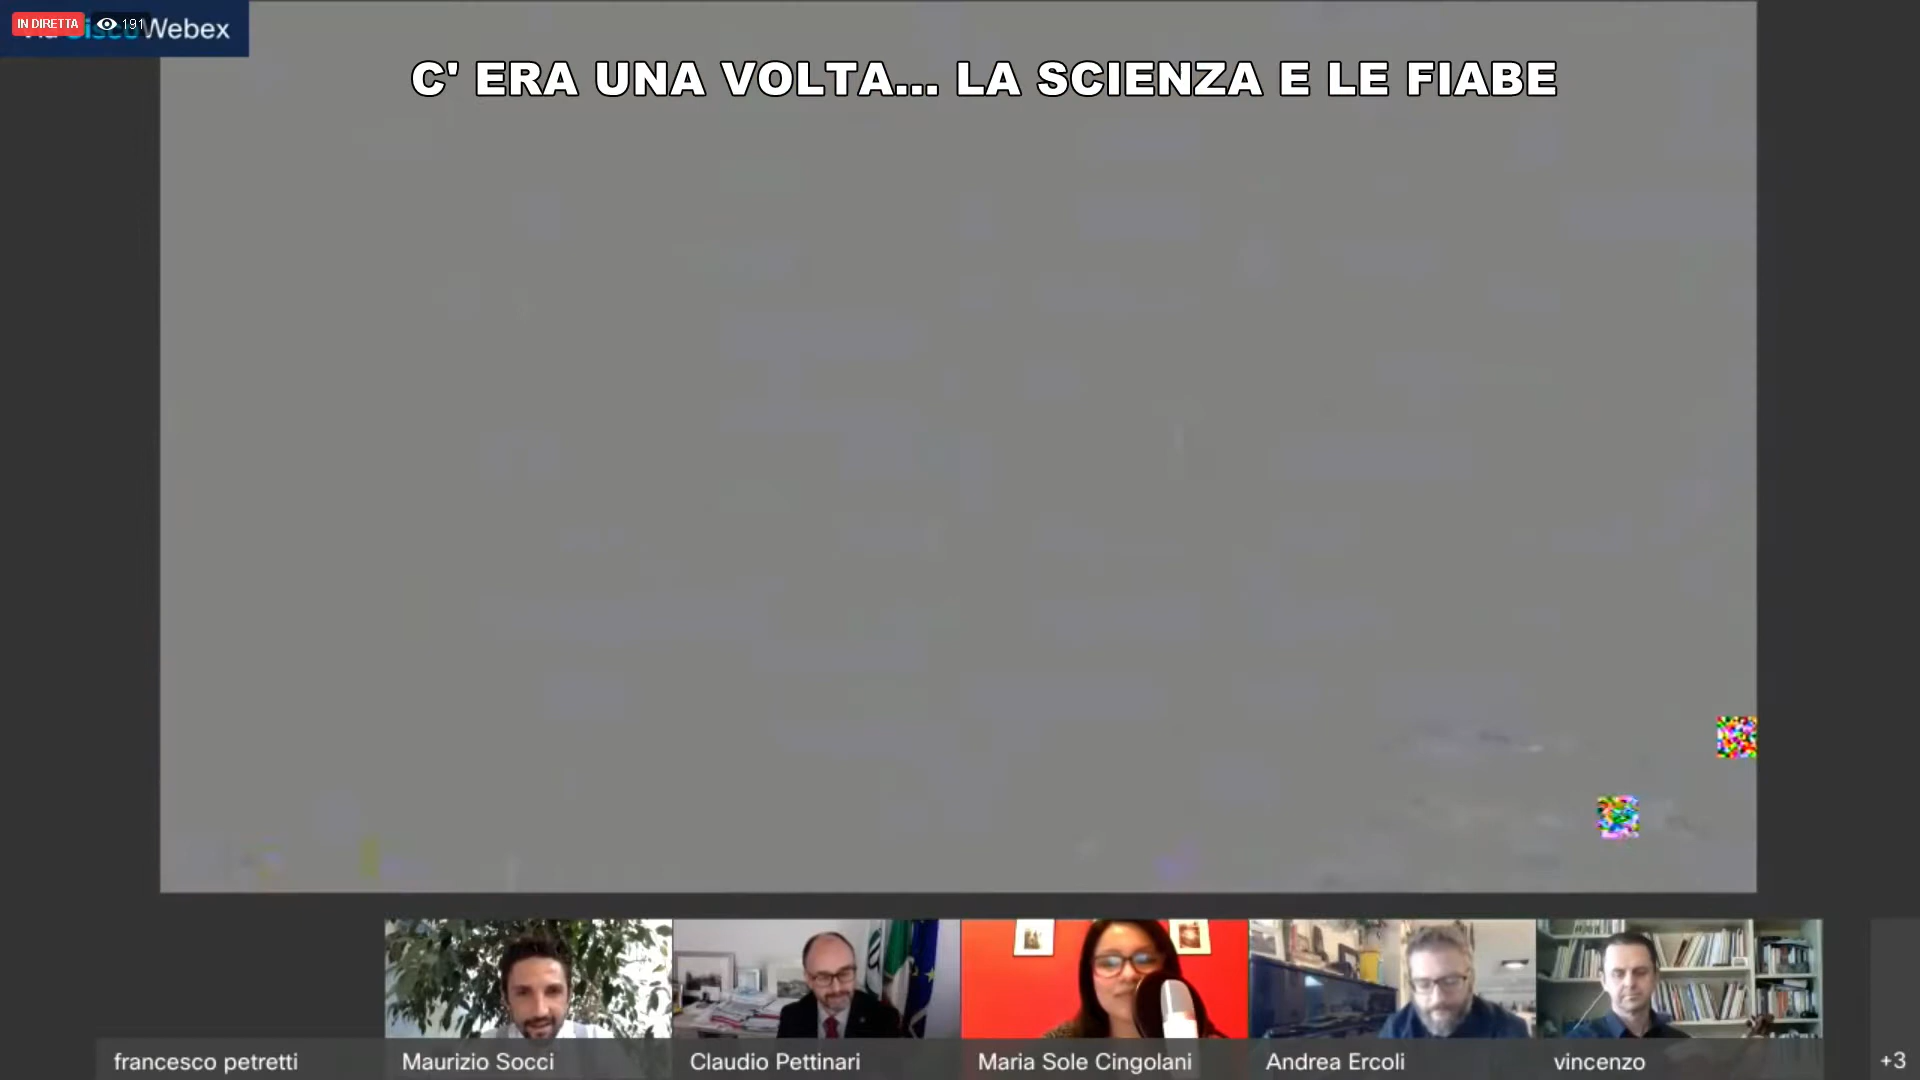 IN DIRETTA 191
Webex
C' ERA UNA VOLTA... LA SCIENZA E LE FIABE
francesco petretti
Maurizio Socci
Claudio Pettinari
Maria Sole Cingolani
Andrea Ercoli
vincenzo
+3